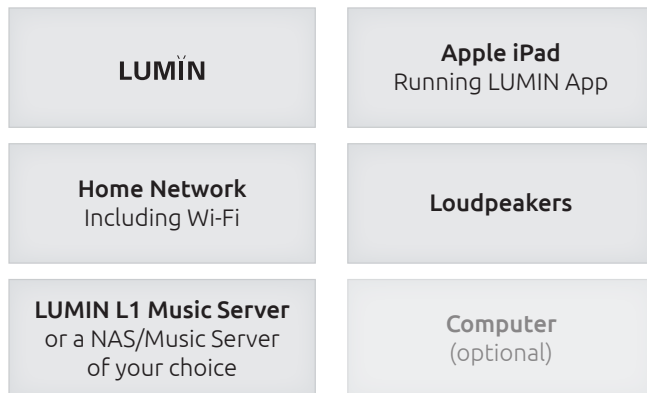 LUMÏN
Apple iPad
Running LUMIN App
Home Network
Including Wi-Fi
Loudpeakers
LUMIN L1 Music Server
or a NAS/Music Server
of your choice
Computer
(optional)